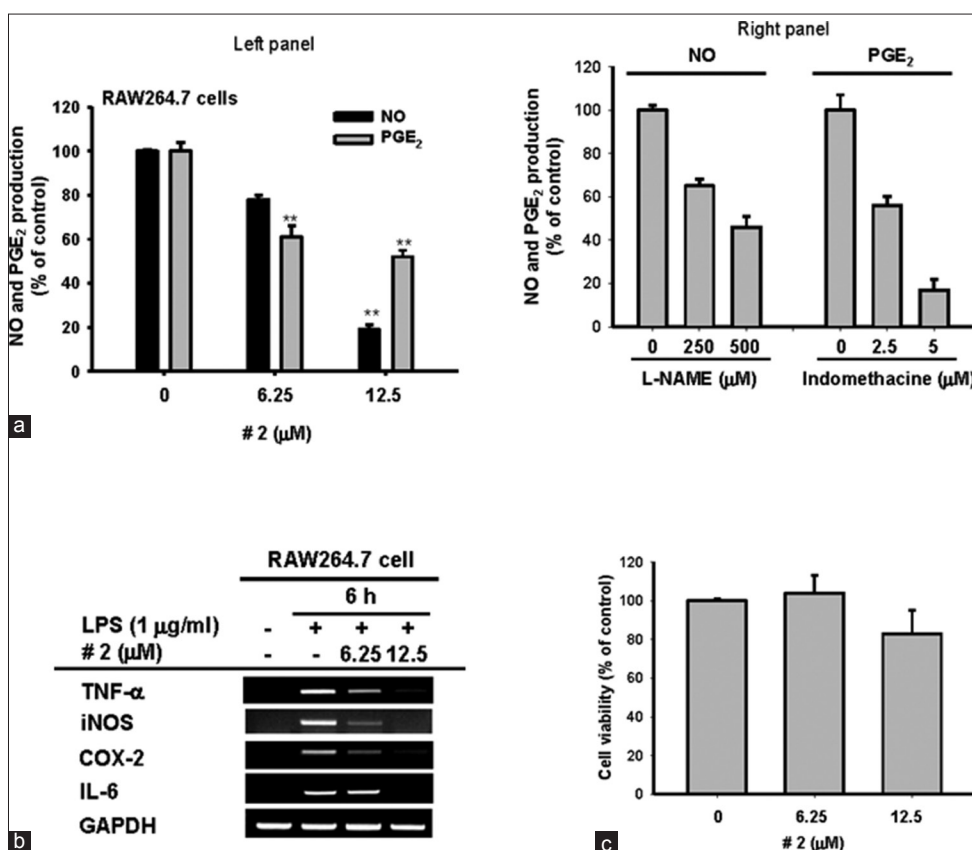 Left panel
RAW264.7 cells
NO
PGE2
NO and PGE2 production
(% of control)
120
100
80
60
40
20
0
**
**
**
0 6.25 12.5
# 2 (μM)
a
Right panel
NO PGE2
NO and PGE2 production
(% of control)
120
100
80
60
40
20
0
0 250 500 0 2.5 5
L-NAME (μM) Indomethacine (μM)
RAW264.7 cell
6 h
LPS (1 μg/ml) - + + +
# 2 (μM) - - 6.25 12.5
TNF-α
iNOS
COX-2
IL-6
GAPDH
b
Cell viability (% of control)
120
100
80
60
40
20
0
0 6.25 12.5
# 2 (μM)
c